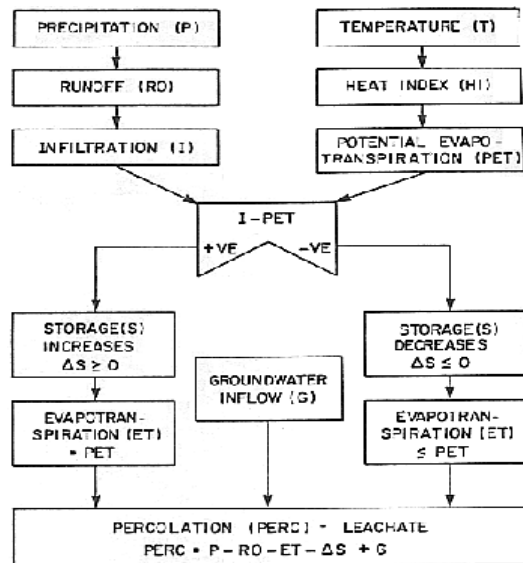 PRECIPITATION (P)
TEMPERATURE (T)
RUNOFF (RO)
HEAT INDEX (HI)
INFILTRATION (I)
POTENTIAL EVAPO-
TRANSPIRATION (PET)
I-PET
+VE
-VE
STORAGE(S)
INCREASES
ΔS ≥ O
STORAGE(S)
DECREASES
ΔS ≤ O
GROUNDWATER
INFLOW (G)
EVAPOTRAN-
SPIRATION (ET)
= PET
EVAPOTRAN-
SPIRATION (ET)
≤ PET
PERCOLATION (PERC) = LEACHATE
PERC = P-RO-ET-ΔS + G